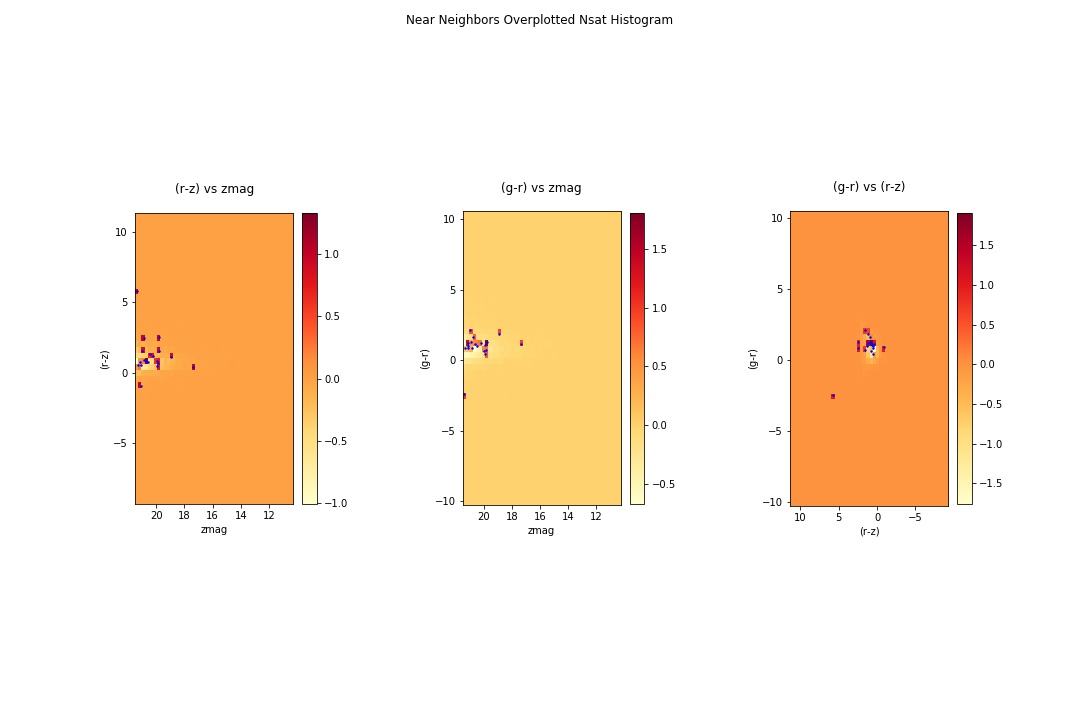 Near Neighbors Overplotted Nsat Histogram
(r-z) vs zmag
10
5
0
−5
(r-z)
20 18 16 14 12
zmag
1.0
0.5
0.0
−0.5
−1.0
(g-r) vs zmag
10
5
0
−5
−10
(g-r)
20 18 16 14 12
zmag
1.5
1.0
0.5
0.0
−0.5
(g-r) vs (r-z)
10
5
0
−5
−10
(g-r)
10 5 0 −5
(r-z)
1.5
1.0
0.5
0.0
−0.5
−1.0
−1.5